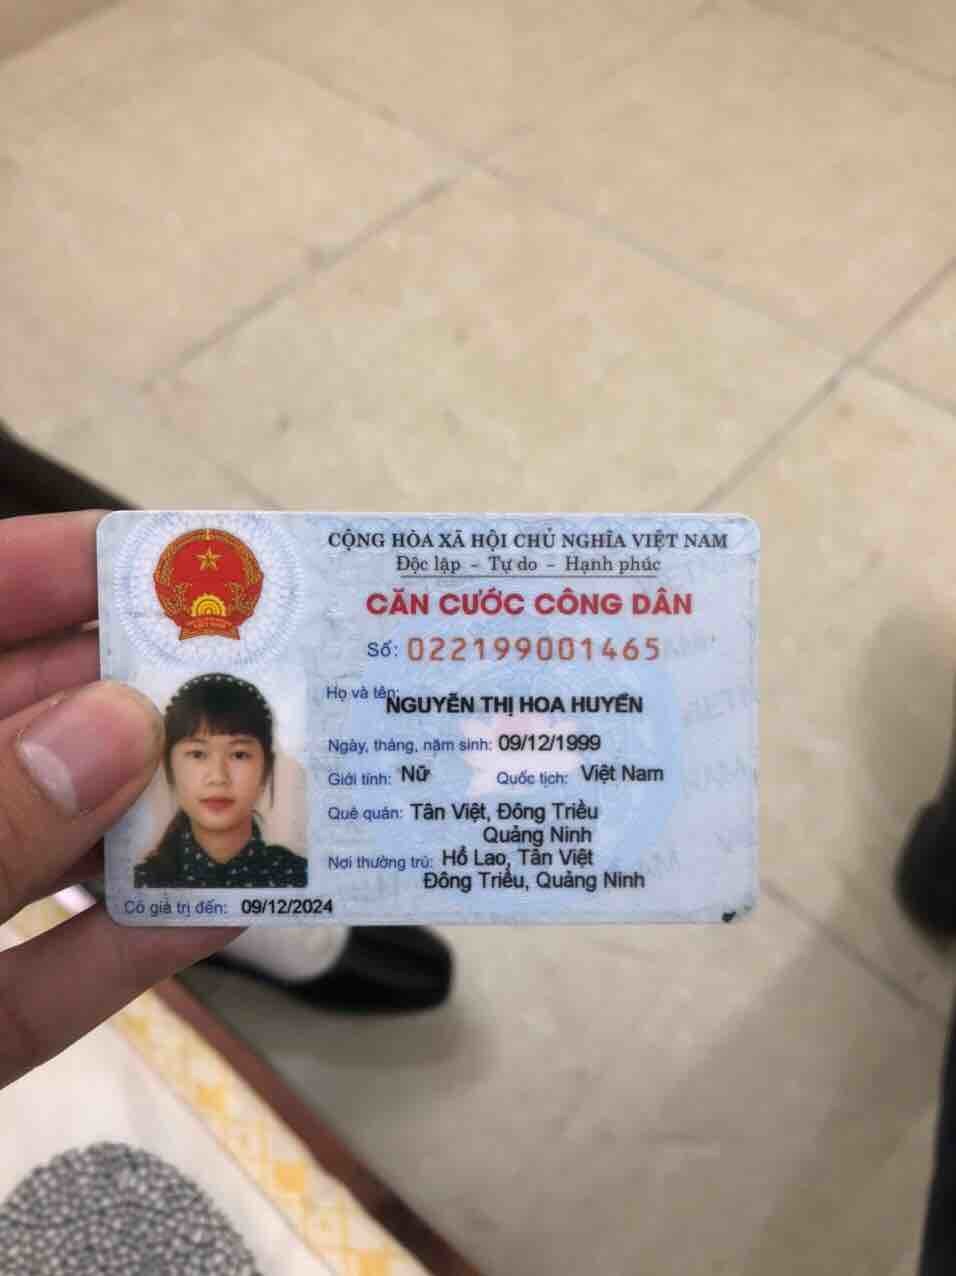 CỘNG HÒA XÃ HỘI CHỦ NGHĨA VIỆT NAM
Độc lập - Tự do - Hạnh phúc
CĂN CƯỚC CÔNG DÂN
Số: 022199001465
Họ và tên: NGUYỄN THỊ HOA HUYỀN
Ngày, tháng, năm sinh: 09/12/1999
Giới tính: Nữ Quốc tịch: Việt Nam
Quê quán: Tân Việt, Đông Triều
Quảng Ninh
Nơi thường trú: Hồ Lao, Tân Việt
Đông Triều, Quảng Ninh
Có giá trị đến: 09/12/2024